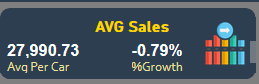 AVG Sales
27,990.73 -0.79%
Avg Per Car %Growth